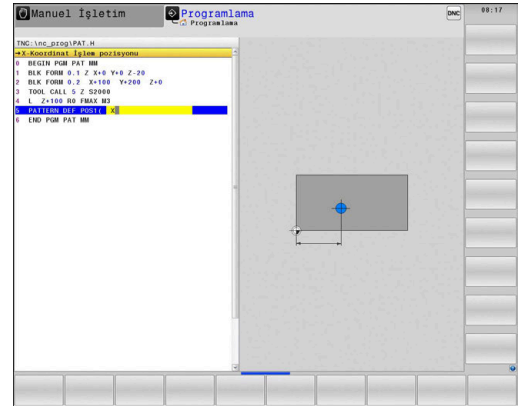 Manuel İşletim
Programlama
Programlama
DNC
08:17
TNC:\nc_prog\PAT.H
→X-Koordinat İşlem pozisyonu
0 BEGIN PGM PAT MM
1 BLK FORM 0.1 Z X+0 Y+0 Z-20
2 BLK FORM 0.2 X+100 Y+200 Z+0
3 TOOL CALL 5 Z S2000
4 L Z+100 R0 FMAX M3
5 PATTERN DEF POS1( X
6 END PGM PAT MM